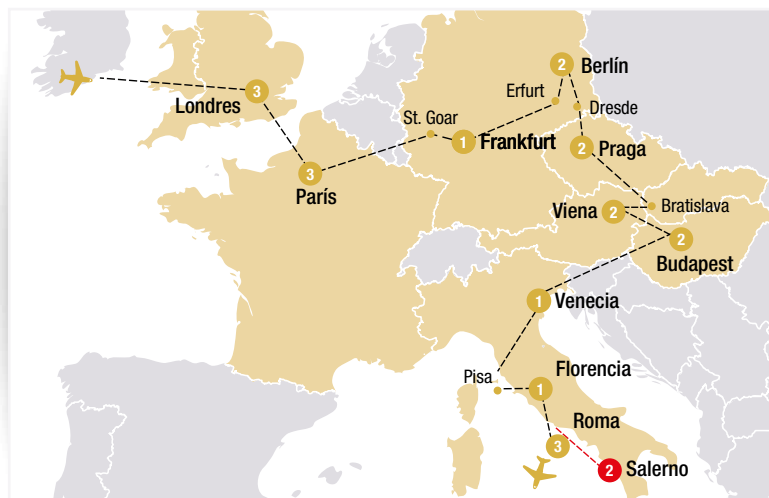 2
Berlín
Erfurt
Dresde
3
Londres
St. Goar
1
Frankfurt
2
Praga
3
París
Viena
2
Bratislava
2
Budapest
1
Venecia
Pisa
Florencia
1
Roma
3
2
Salerno